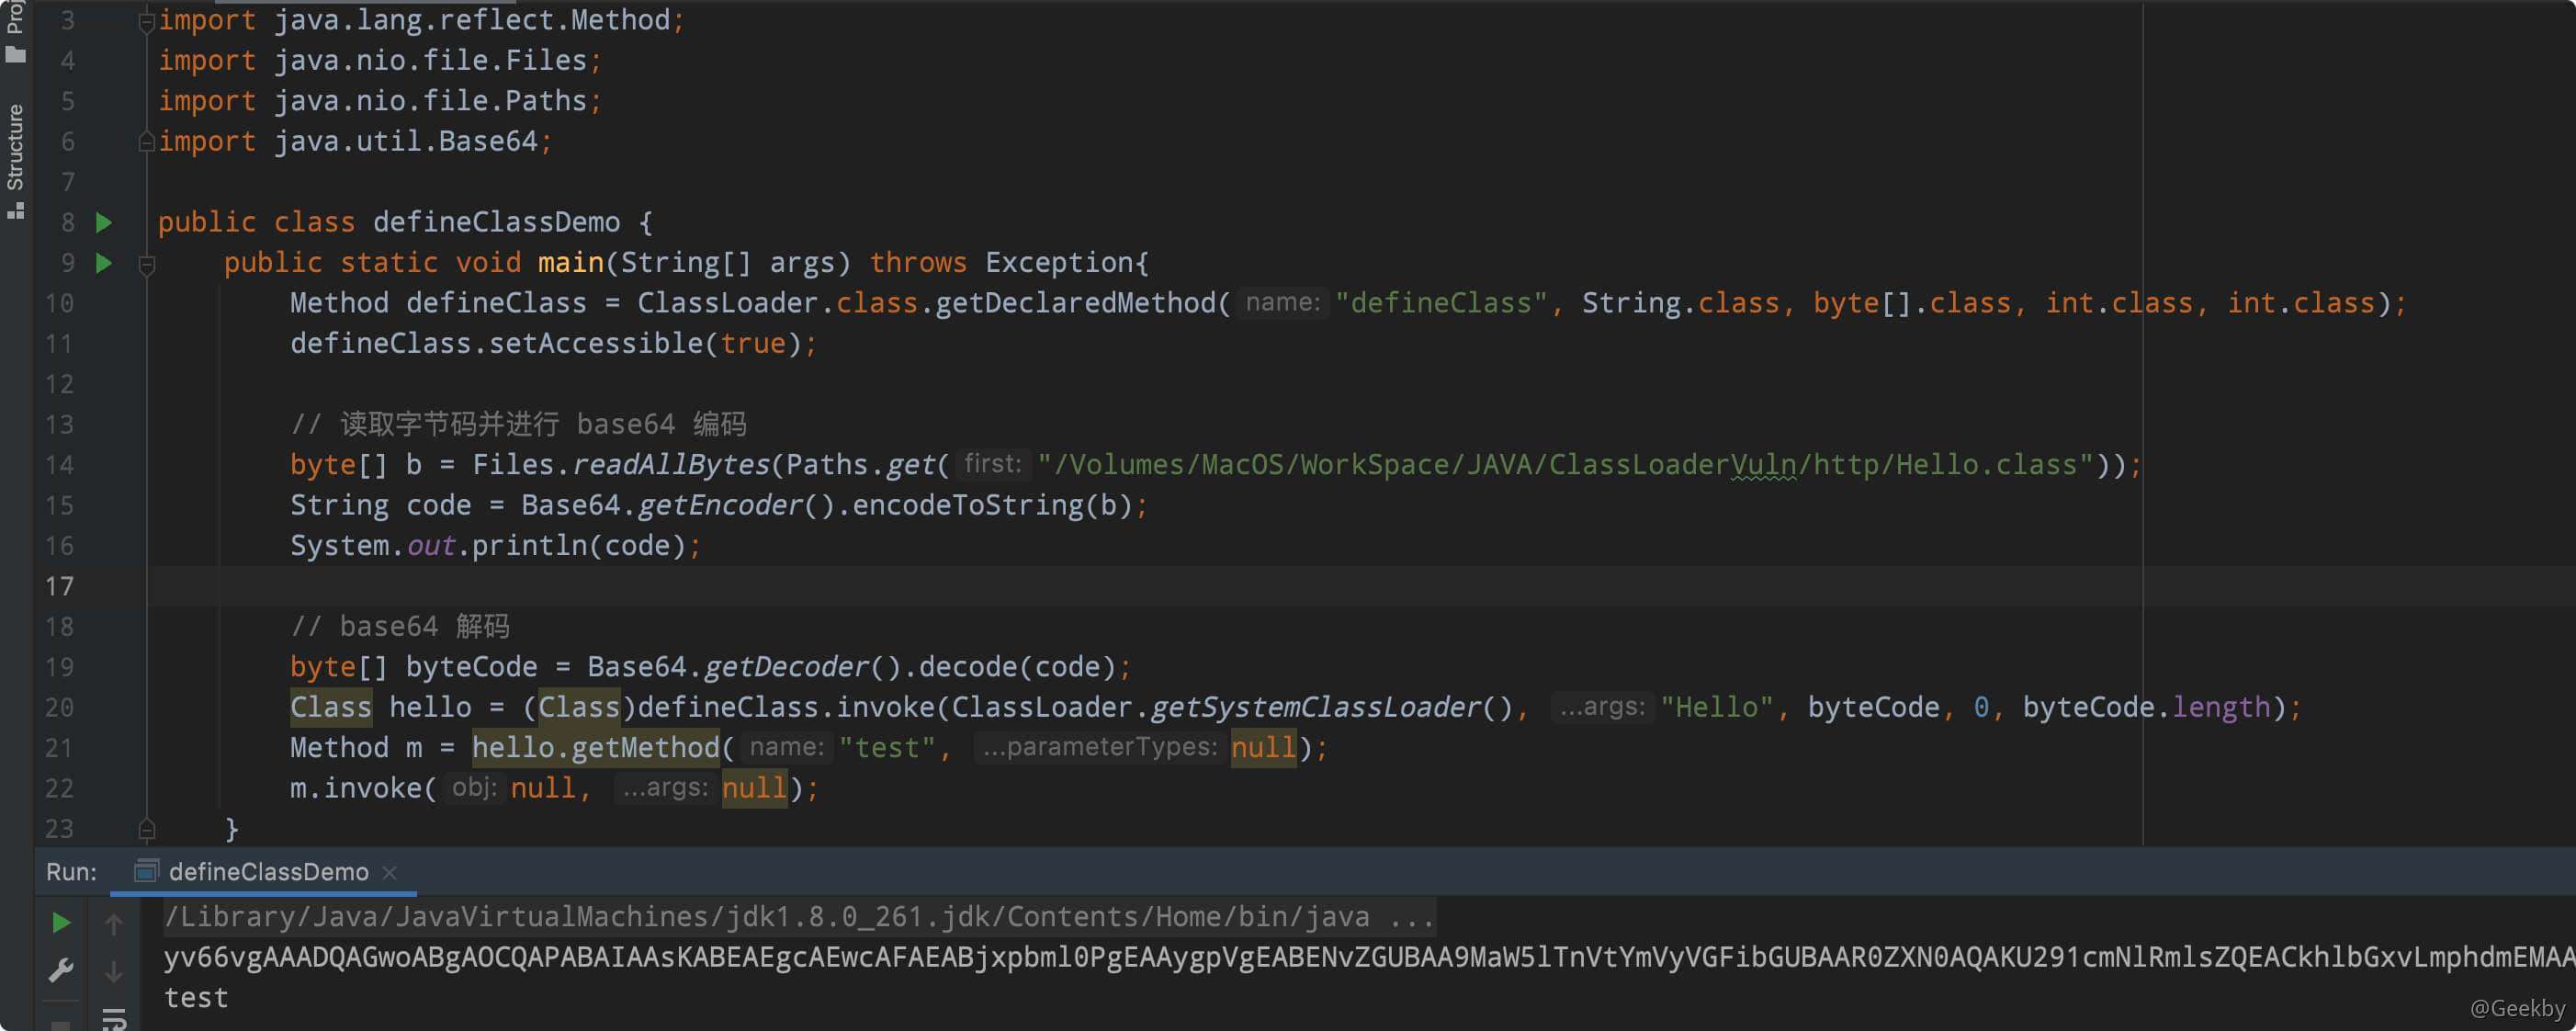 Proj
Structure
3 import java.lang.reflect.Method;
4 import java.nio.file.Files;
5 import java.nio.file.Paths;
6 import java.util.Base64;
7
8 public class defineClassDemo {
9 public static void main(String[] args) throws Exception{
10 Method defineClass = ClassLoader.class.getDeclaredMethod( name: "defineClass", String.class, byte[].class, int.class, int.class);
11 defineClass.setAccessible(true);
12
13 // 读取字节码并进行 base64 编码
14 byte[] b = Files.readAllBytes(Paths.get( first: "/Volumes/MacOS/WorkSpace/JAVA/ClassLoaderVuln/http/Hello.class"));
15 String code = Base64.getEncoder().encodeToString(b);
16 System.out.println(code);
17
18 // base64 解码
19 byte[] byteCode = Base64.getDecoder().decode(code);
20 Class hello = (Class)defineClass.invoke(ClassLoader.getSystemClassLoader(), ...args: "Hello", byteCode, 0, byteCode.length);
21 Method m = hello.getMethod( name: "test", ...parameterTypes: null);
22 m.invoke( obj: null, ...args: null);
23 }
Run: defineClassDemo
/Library/Java/JavaVirtualMachines/jdk1.8.0_261.jdk/Contents/Home/bin/java ...
yv66vgAAADQAGwoABgAOCQAPABAIAAsKABEAEgcAEwcAFAEABjxpbml0PgEAAygpVgEABENvZGUBAA9MaW5lTnVtYmVyVGFibGUBAAR0ZXN0AQAKU291cmNlRmlsZQEACkhlbGxvLmphdmEMAA
test
@Geekby